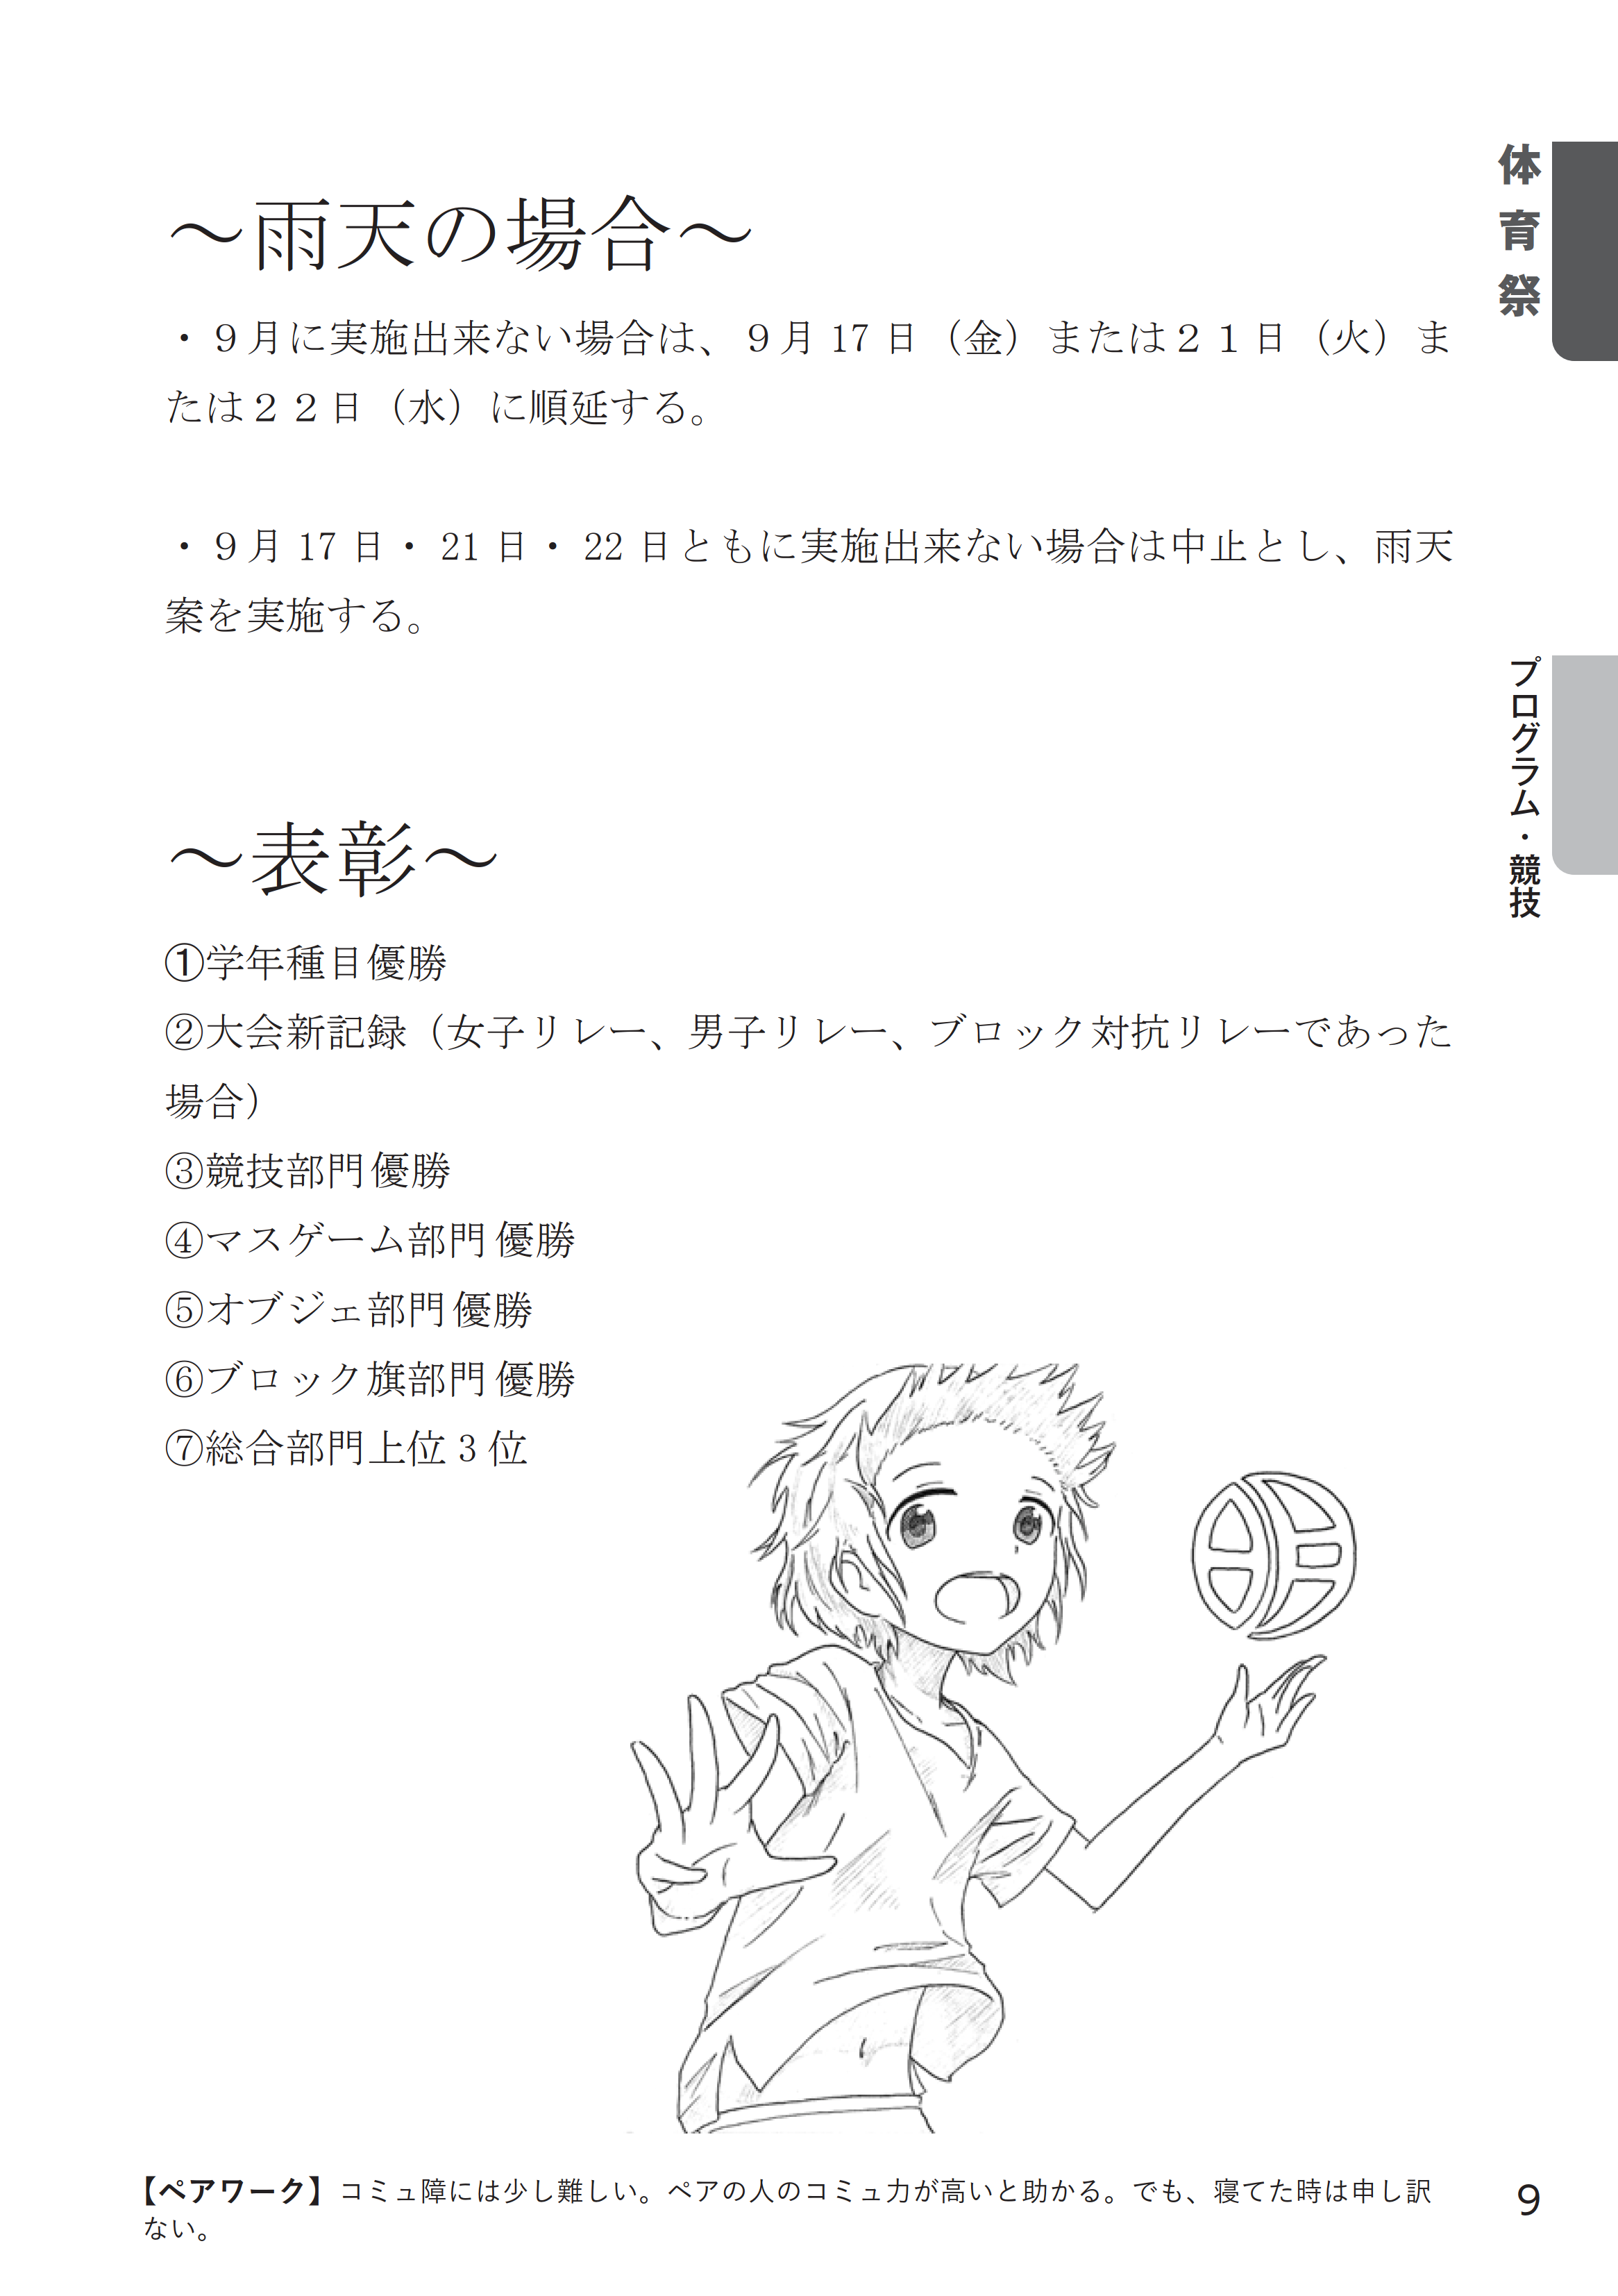 体育祭
～雨天の場合～
・９月に実施出来ない場合は、９月 17 日（金）または２１日（火）ま
たは２２日（水）に順延する。
・９月 17 日・ 21 日・ 22 日ともに実施出来ない場合は中止とし、雨天
案を実施する。
プログラム・競技
～表彰～
①学年種目優勝
②大会新記録（女子リレー、男子リレー、ブロック対抗リレーであった
場合）
③競技部門優勝
④マスゲーム部門優勝
⑤オブジェ部門優勝
⑥ブロック旗部門優勝
⑦総合部門上位 3 位
【ペアワーク】コミュ障には少し難しい。ペアの人のコミュ力が高いと助かる。でも、寝てた時は申し訳
ない。
9